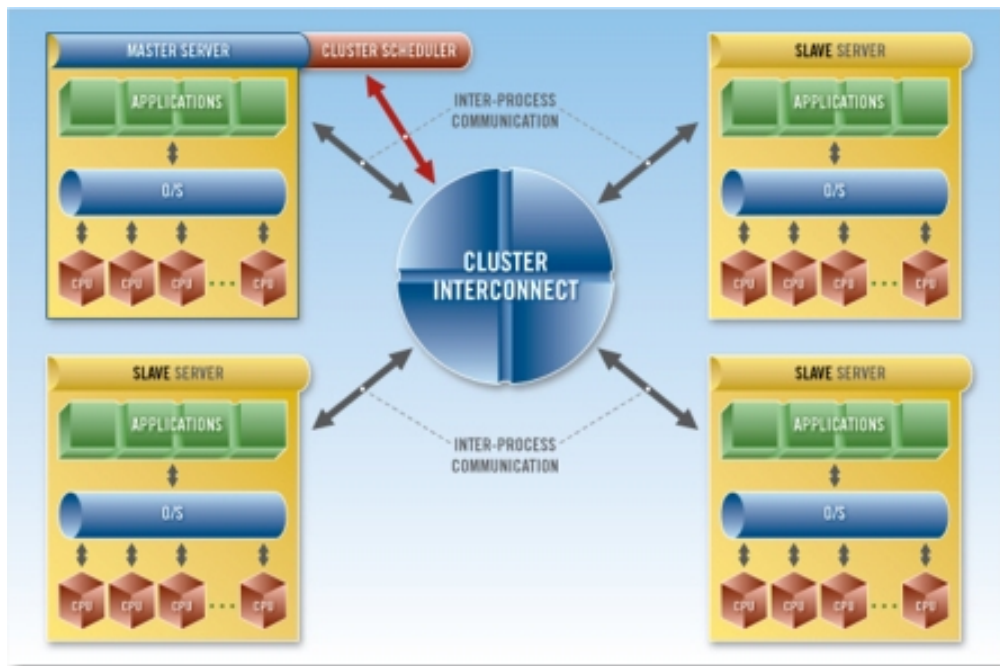 MASTER SERVER
CLUSTER SCHEDULER
APPLICATIONS
O/S
CPU CPU CPU ... CPU
INTER-PROCESS
COMMUNICATION
SLAVE SERVER
APPLICATIONS
O/S
CPU CPU CPU ... CPU
CLUSTER
INTERCONNECT
SLAVE SERVER
APPLICATIONS
O/S
CPU CPU CPU ... CPU
INTER-PROCESS
COMMUNICATION
SLAVE SERVER
APPLICATIONS
O/S
CPU CPU CPU ... CPU